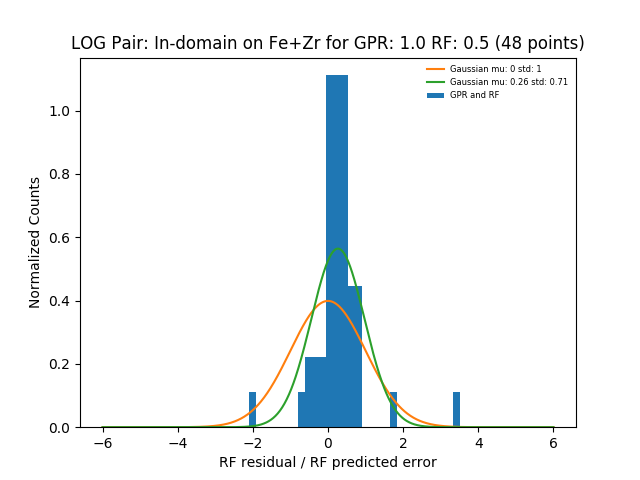 LOG Pair: In-domain on Fe+Zr for GPR: 1.0 RF: 0.5 (48 points)
Gaussian mu: 0 std: 1
Gaussian mu: 0.26 std: 0.71
GPR and RF
Normalized Counts
1.0
0.8
0.6
0.4
0.2
0.0
−6 −4 −2 0 2 4 6
RF residual / RF predicted error